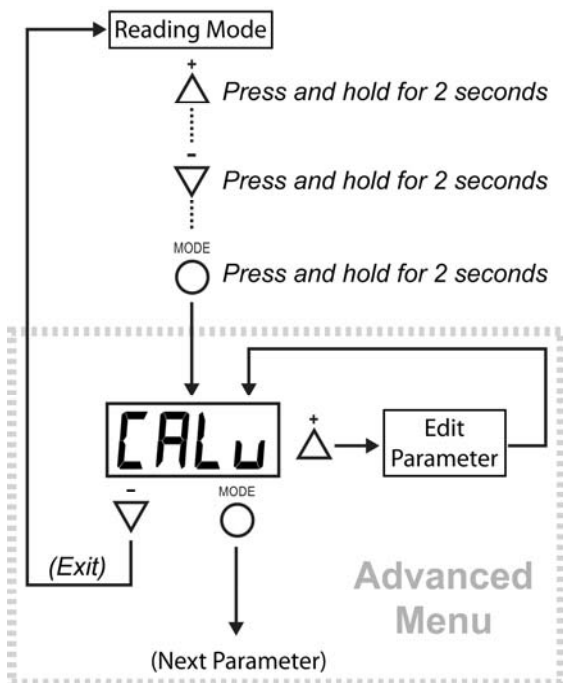 Reading Mode
+
Press and hold for 2 seconds
-
Press and hold for 2 seconds
MODE
Press and hold for 2 seconds
CALu
+
Edit
Parameter
-
MODE
(Exit)
Advanced
Menu
(Next Parameter)